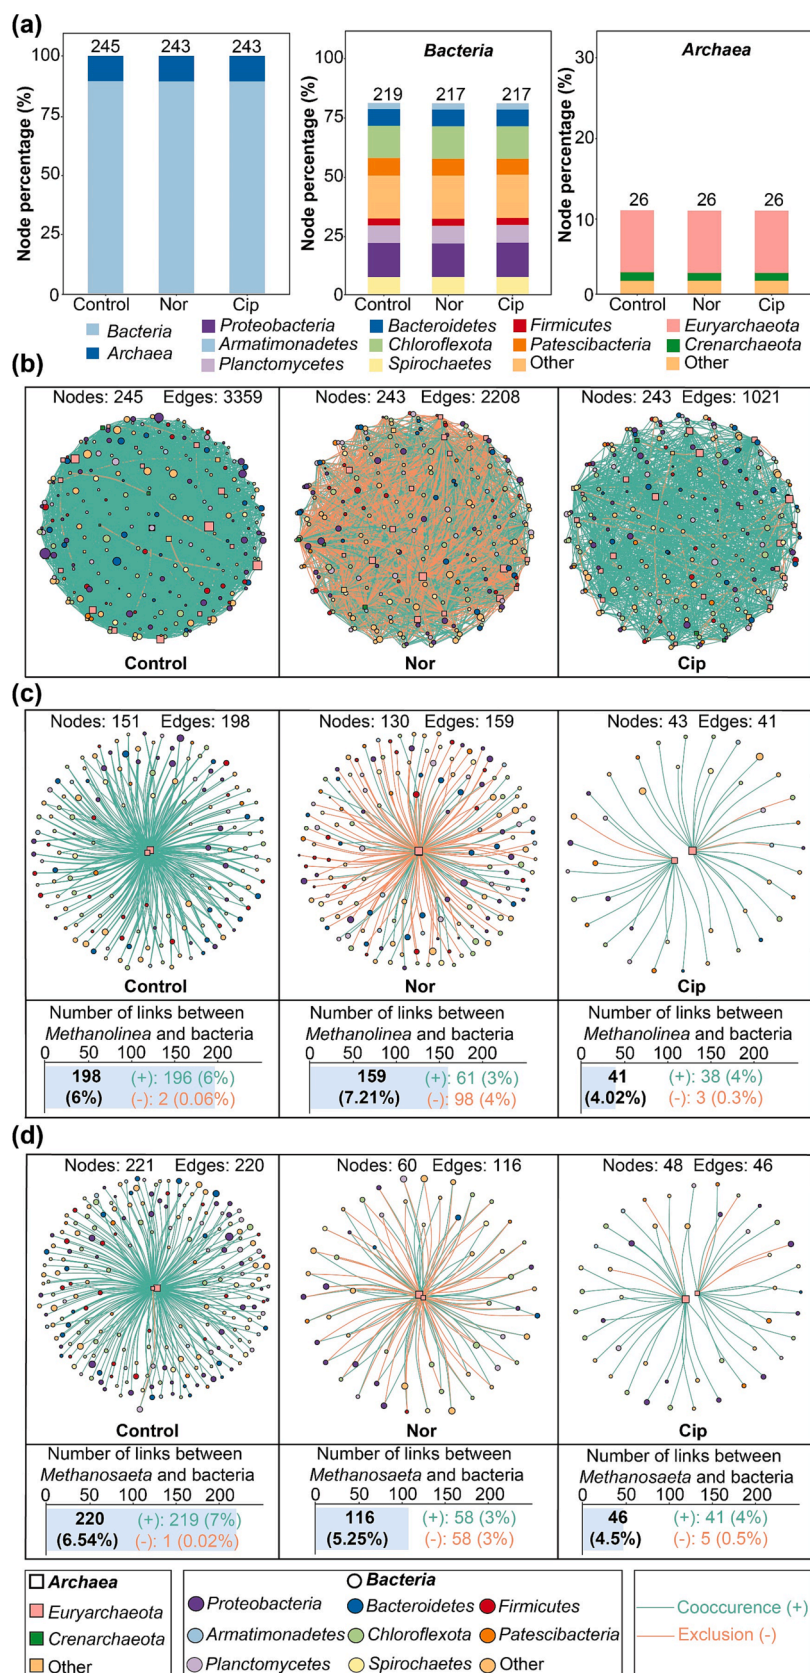 (a)
Node percentage (%)
100
75
50
25
0
245 243 243
Control Nor Cip
Bacteria
Archaea
Bacteria
Node percentage (%)
100
75
50
25
0
219 217 217
Control Nor Cip
Archaea
Node percentage (%)
30
20
10
0
26 26 26
Control Nor Cip
Proteobacteria Bacteroidetes Firmicutes Euryarchaeota
Armatimonadetes Chloroflexota Patescibacteria Crenarchaeota
Planctomycetes Spirochaetes Other Other
(b)
Nodes: 245 Edges: 3359
Nodes: 243 Edges: 2208
Nodes: 243 Edges: 1021
Control
Nor
Cip
(c)
Nodes: 151 Edges: 198
Nodes: 130 Edges: 159
Nodes: 43 Edges: 41
Control
Nor
Cip
Number of links between
Methanolinea and bacteria
0 50 100 150 200
198 (+): 196 (6%)
(6%) (-): 2 (0.06%)
Number of links between
Methanolinea and bacteria
0 50 100 150 200
159 (+): 61 (3%)
(7.21%) (-): 98 (4%)
Number of links between
Methanolinea and bacteria
0 50 100 150 200
41 (+): 38 (4%)
(4.02%) (-): 3 (0.3%)
(d)
Nodes: 221 Edges: 220
Nodes: 60 Edges: 116
Nodes: 48 Edges: 46
Control
Nor
Cip
Number of links between
Methanosaeta and bacteria
0 50 100 150 200
220 (+): 219 (7%)
(6.54%) (-): 1 (0.02%)
Number of links between
Methanosaeta and bacteria
0 50 100 150 200
116 (+): 58 (3%)
(5.25%) (-): 58 (3%)
Number of links between
Methanosaeta and bacteria
0 50 100 150 200
46 (+): 41 (4%)
(4.5%) (-): 5 (0.5%)
Archaea
Euryarchaeota
Crenarchaeota
Other
Bacteria
Proteobacteria Bacteroidetes Firmicutes
Armatimonadetes Chloroflexota Patescibacteria
Planctomycetes Spirochaetes Other
Cooccurence (+)
Exclusion (-)